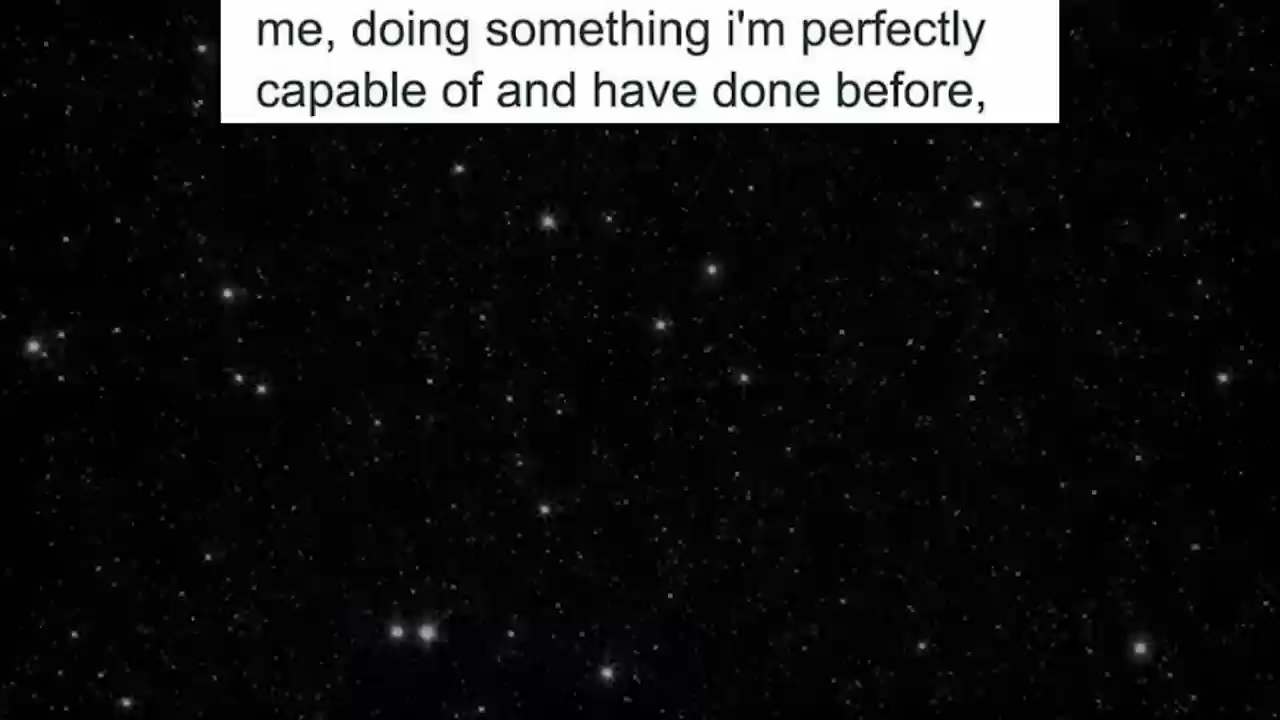 me, doing something i'm perfectly
capable of and have done before,